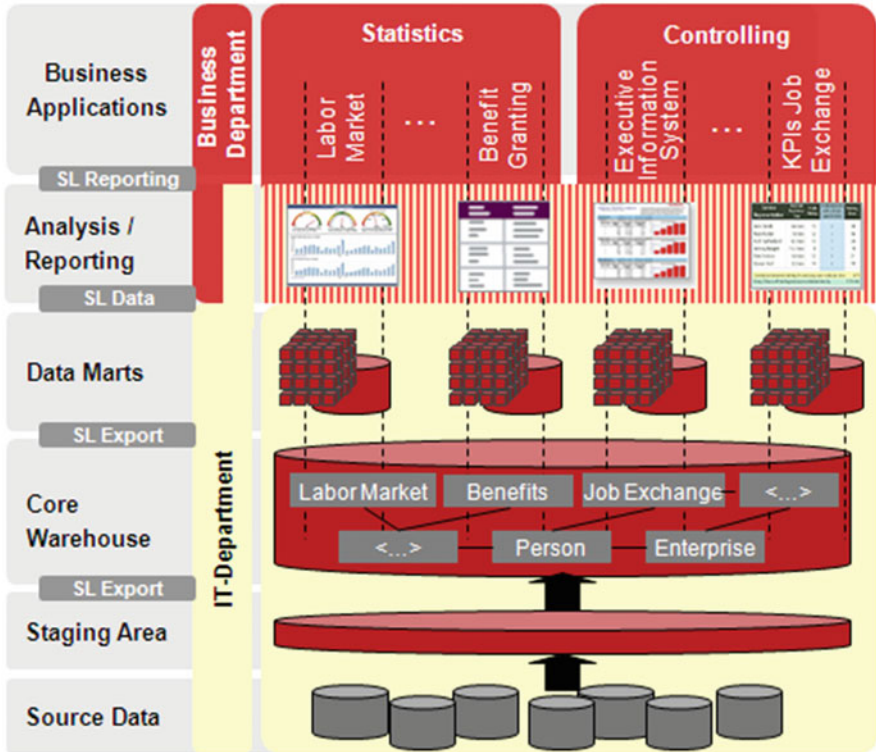 Statistics
Controlling
Business
Applications
Business
Department
Labor
Market
...
Benefit
Granting
Executive
Information
System
...
KPIs Job
Exchange
SL Reporting
Analysis /
Reporting
SL Data
Data Marts
SL Export
IT-Department
Core
Warehouse
Labor Market
Benefits
Job Exchange
<...>
<...>
Person
Enterprise
SL Export
Staging Area
Source Data